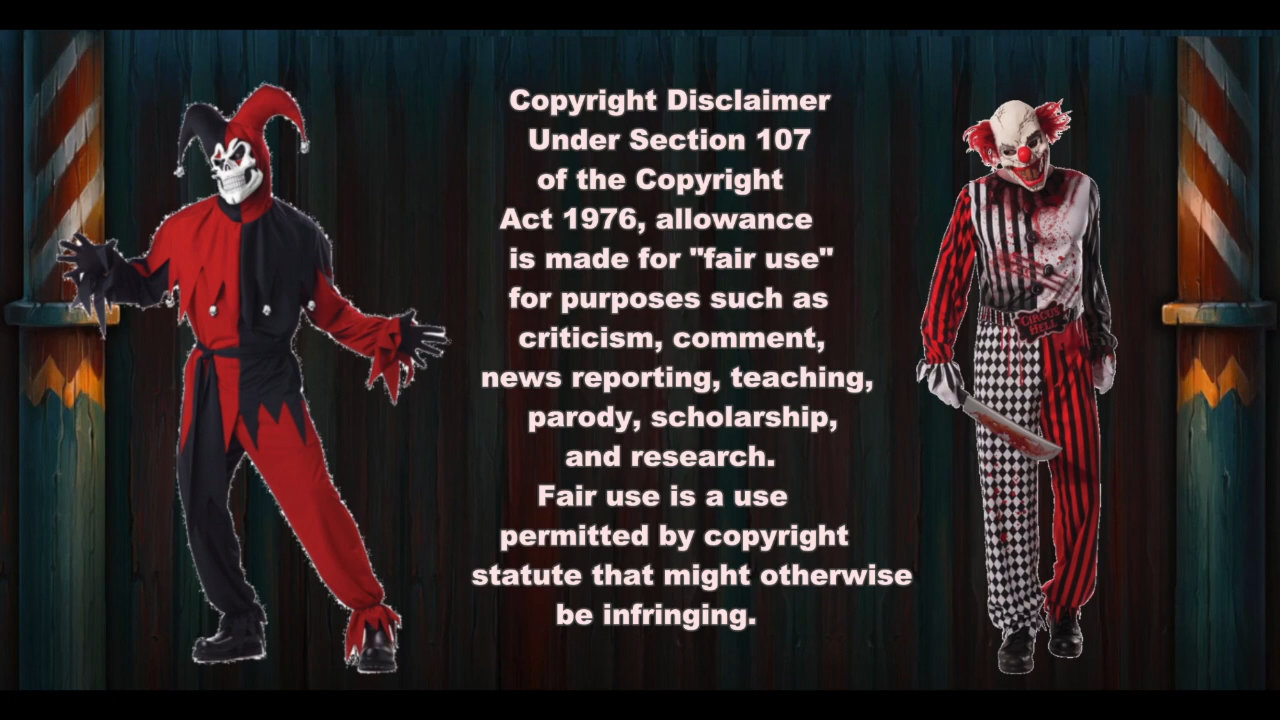 Copyright Disclaimer
Under Section 107
of the Copyright
Act 1976, allowance
is made for "fair use"
for purposes such as
criticism, comment,
news reporting, teaching,
parody, scholarship,
and research.
Fair use is a use
permitted by copyright
statute that might otherwise
be infringing.
CIRCUS
HELL